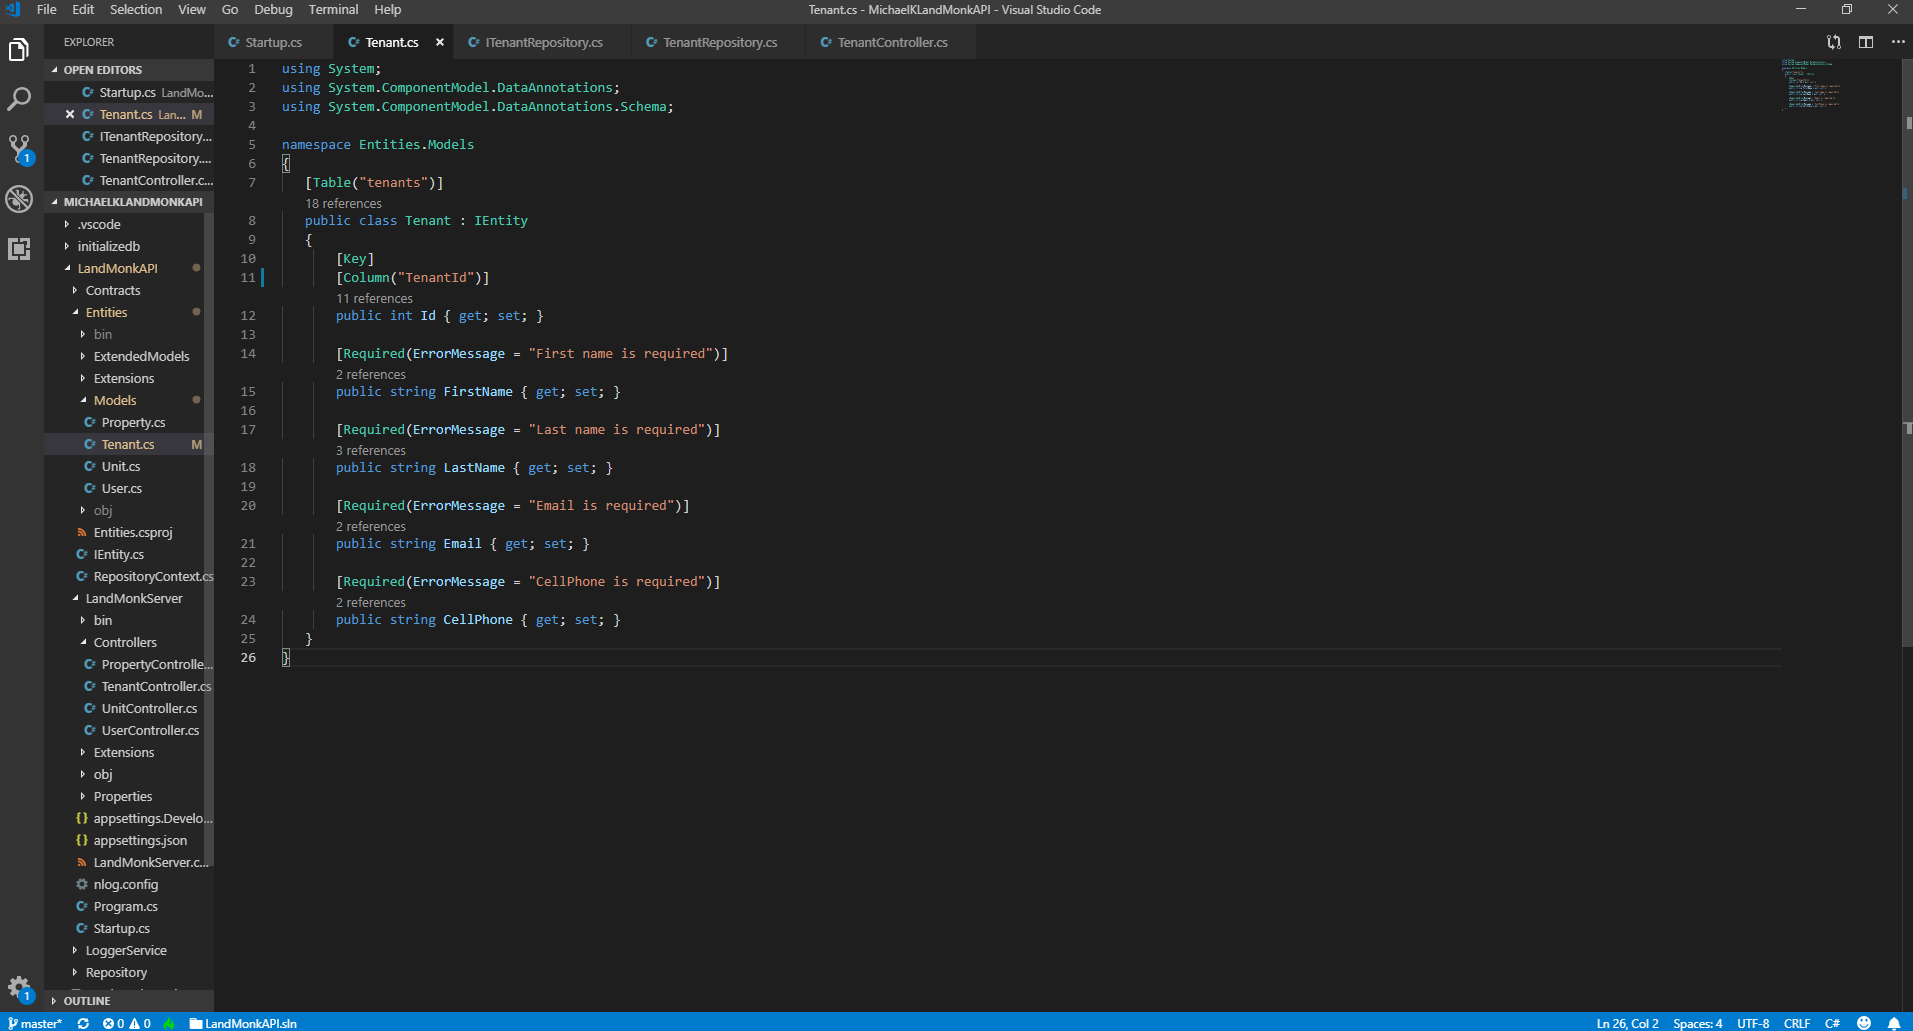 File Edit Selection View Go Debug Terminal Help
Tenant.cs - MichaelKLandMonkAPI - Visual Studio Code
EXPLORER
OPEN EDITORS
Startup.cs LandMo...
Tenant.cs Lan... M
ITenantRepository...
TenantRepository....
TenantController.c...
MICHAELKLANDMONKAPI
.vscode
initializedb
LandMonkAPI
Contracts
Entities
bin
ExtendedModels
Extensions
Models
Property.cs
Tenant.cs M
Unit.cs
User.cs
obj
Entities.csproj
IEntity.cs
RepositoryContext.cs
LandMonkServer
bin
Controllers
PropertyControlle...
TenantController.cs
UnitController.cs
UserController.cs
Extensions
obj
Properties
appsettings.Develo...
appsettings.json
LandMonkServer.c...
nlog.config
Program.cs
Startup.cs
LoggerService
Repository
OUTLINE
1
1
Startup.cs Tenant.cs ITenantRepository.cs TenantRepository.cs TenantController.cs
1 using System;
2 using System.ComponentModel.DataAnnotations;
3 using System.ComponentModel.DataAnnotations.Schema;
4
5 namespace Entities.Models
6 {
7 [Table("tenants")]
18 references
8 public class Tenant : IEntity
9 {
10 [Key]
11 [Column("TenantId")]
11 references
12 public int Id { get; set; }
13
14 [Required(ErrorMessage = "First name is required")]
2 references
15 public string FirstName { get; set; }
16
17 [Required(ErrorMessage = "Last name is required")]
3 references
18 public string LastName { get; set; }
19
20 [Required(ErrorMessage = "Email is required")]
2 references
21 public string Email { get; set; }
22
23 [Required(ErrorMessage = "CellPhone is required")]
2 references
24 public string CellPhone { get; set; }
25 }
26 }
master* 0 0 LandMonkAPI.sln
Ln 26, Col 2 Spaces: 4 UTF-8 CRLF C#